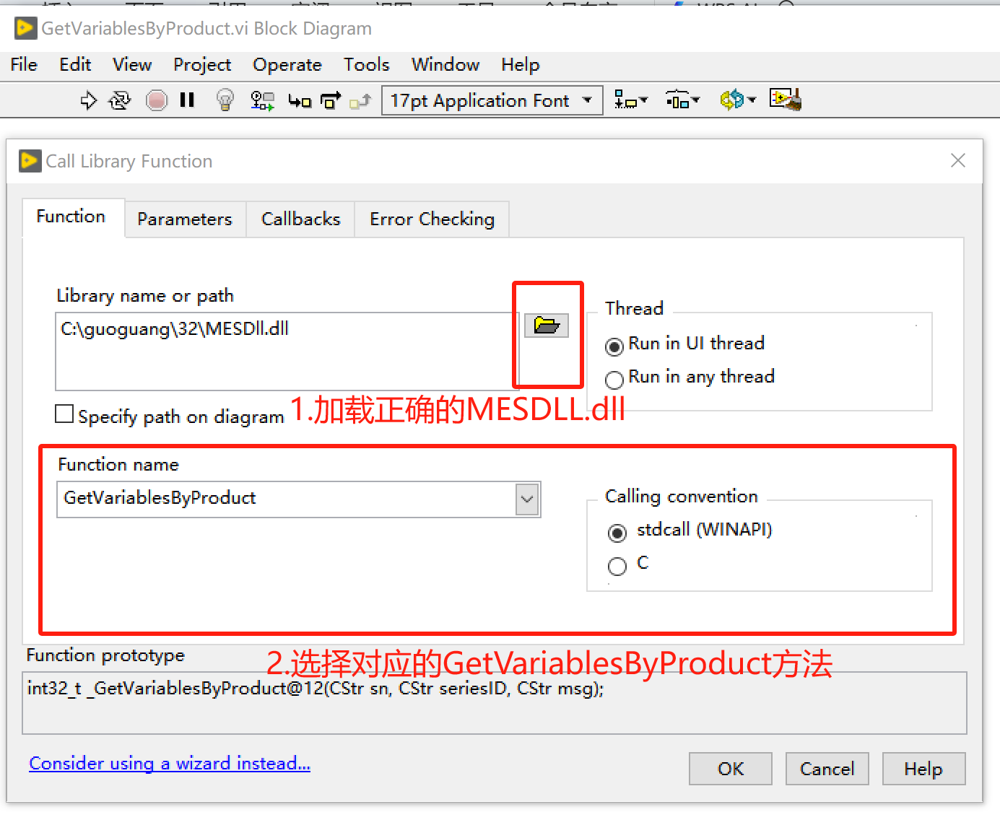 GetVariablesByProduct.vi Block Diagram
File Edit View Project Operate Tools Window Help
17pt Application Font
Call Library Function
Function Parameters Callbacks Error Checking
Library name or path
C:\guoguang\32\MESDll.dll
Thread
Run in UI thread
Run in any thread
1.加载正确的MESDLL.dll
Specify path on diagram
Function name
GetVariablesByProduct
Calling convention
stdcall (WINAPI)
C
2.选择对应的GetVariablesByProduct方法
Function prototype
int32_t _GetVariablesByProduct@12(CStr sn, CStr seriesID, CStr msg);
Consider using a wizard instead...
OK Cancel Help